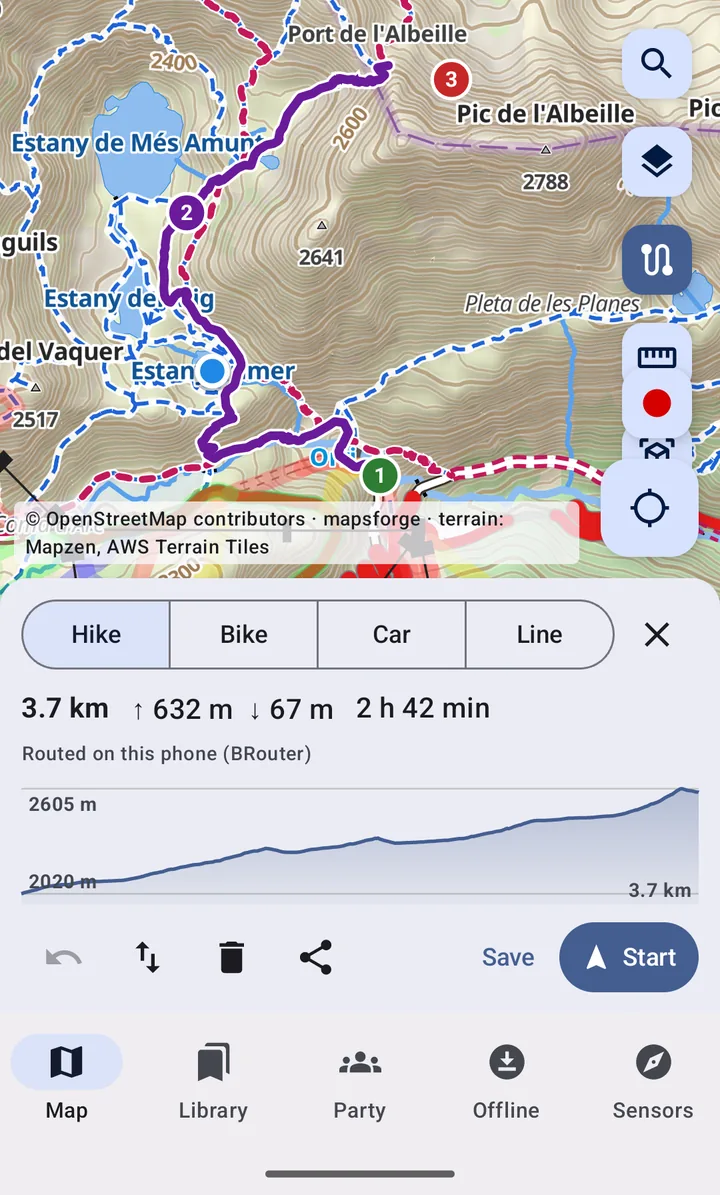 Port de l'Albeille
2400
3
Pic de l'Albeille
Pic
Estany de Més Amunt
2600
2788
2
guils
2641
Pleta de les Planes
del Vaquer
2517
1
© OpenStreetMap contributors · mapsforge · terrain:
Mapzen, AWS Terrain Tiles
2300
Hike
Bike
Car
Line
3.7 km ↑ 632 m ↓ 67 m 2 h 42 min
Routed on this phone (BRouter)
2605 m
2020 m
3.7 km
Save
Start
Map
Library
Party
Offline
Sensors